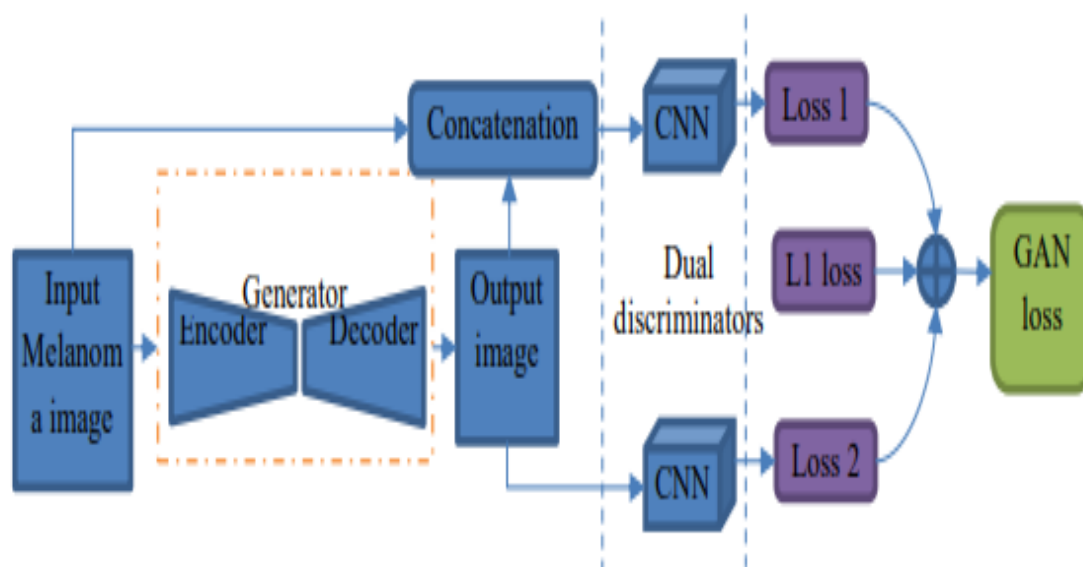 Concatenation
CNN
Loss 1
Input
Melanom
a image
Generator
Encoder
Decoder
Output
image
Dual
discriminators
L1 loss
GAN
loss
CNN
Loss 2